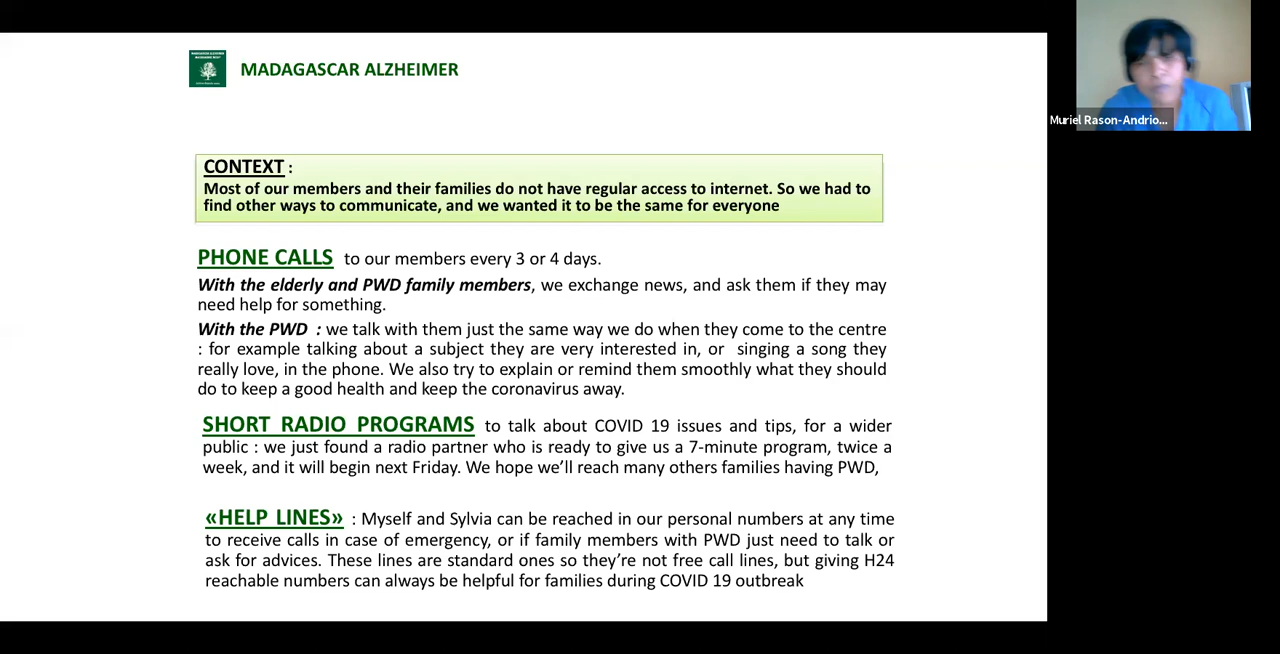 MADAGASCAR ALZHEIMER
CONTEXT :
Most of our members and their families do not have regular access to internet. So we had to
find other ways to communicate, and we wanted it to be the same for everyone
PHONE CALLS to our members every 3 or 4 days.
With the elderly and PWD family members, we exchange news, and ask them if they may
need help for something.
With the PWD : we talk with them just the same way we do when they come to the centre
: for example talking about a subject they are very interested in, or singing a song they
really love, in the phone. We also try to explain or remind them smoothly what they should
do to keep a good health and keep the coronavirus away.
SHORT RADIO PROGRAMS to talk about COVID 19 issues and tips, for a wider
public : we just found a radio partner who is ready to give us a 7-minute program, twice a
week, and it will begin next Friday. We hope we'll reach many others families having PWD,
«HELP LINES» : Myself and Sylvia can be reached in our personal numbers at any time
to receive calls in case of emergency, or if family members with PWD just need to talk or
ask for advices. These lines are standard ones so they're not free call lines, but giving H24
reachable numbers can always be helpful for families during COVID 19 outbreak
Muriel Rason-Andrio...